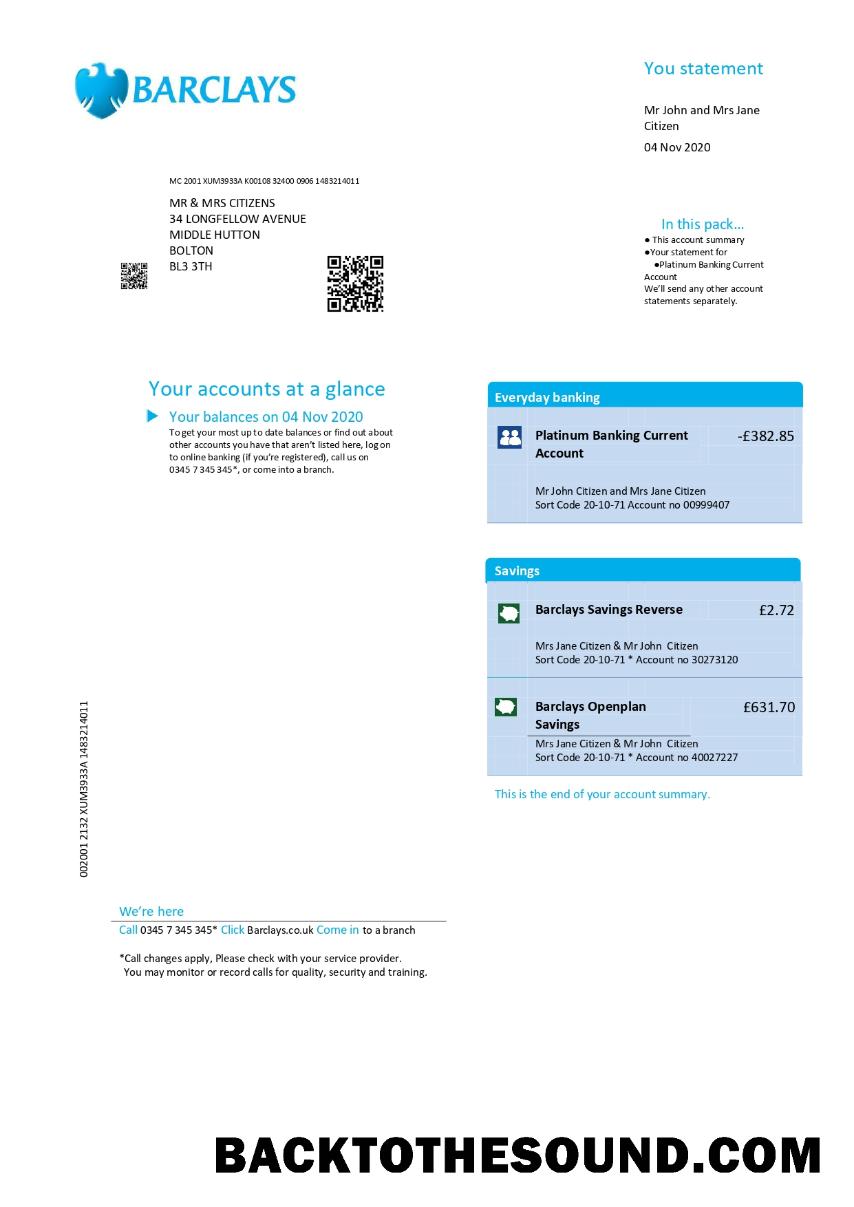 BARCLAYS
You statement
Mr John and Mrs Jane
Citizen
04 Nov 2020
MC 2001 XUM3933A K00108 32400 0906 1483214011
MR & MRS CITIZENS
34 LONGFELLOW AVENUE
MIDDLE HUTTON
BOLTON
BL3 3TH
In this pack...
● This account summary
●Your statement for
●Platinum Banking Current
Account
We'll send any other account
statements separately.
Your accounts at a glance
Your balances on 04 Nov 2020
To get your most up to date balances or find out about
other accounts you have that aren't listed here, log on
to online banking (if you're registered), call us on
0345 7 345 345*, or come into a branch.
Everyday banking
Platinum Banking Current -£382.85
Account
Mr John Citizen and Mrs Jane Citizen
Sort Code 20-10-71 Account no 00999407
Savings
Barclays Savings Reverse £2.72
Mrs Jane Citizen & Mr John Citizen
Sort Code 20-10-71 * Account no 30273120
Barclays Openplan £631.70
Savings
Mrs Jane Citizen & Mr John Citizen
Sort Code 20-10-71 * Account no 40027227
This is the end of your account summary.
002001 2132 XUM3933A 1483214011
We're here
Call 0345 7 345 345* Click Barclays.co.uk Come in to a branch
*Call changes apply, Please check with your service provider.
You may monitor or record calls for quality, security and training.
BACKTOTHESOUND.COM